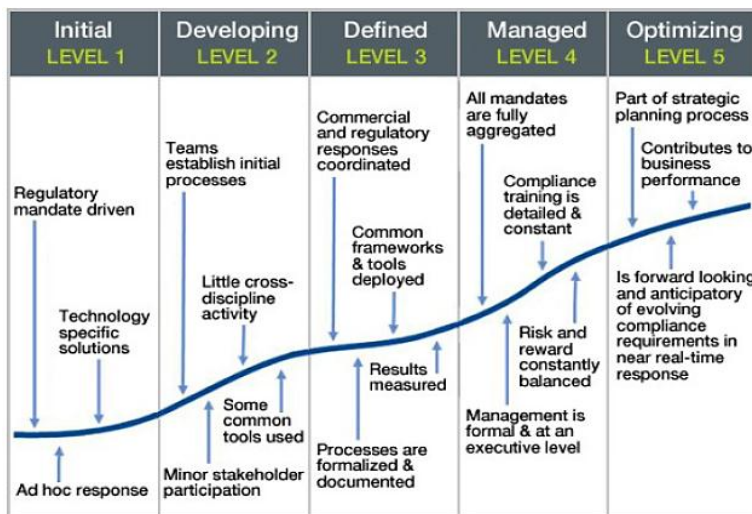 Initial
LEVEL 1
Developing
LEVEL 2
Defined
LEVEL 3
Managed
LEVEL 4
Optimizing
LEVEL 5
Regulatory
mandate driven
Technology
specific
solutions
Ad hoc response
Teams
establish initial
processes
Little cross-
discipline
activity
Some
common
tools used
Minor stakeholder
participation
Commercial
and regulatory
responses
coordinated
Common
frameworks
& tools
deployed
Results
measured
Processes are
formalized &
documented
All mandates
are fully
aggregated
Compliance
training is
detailed &
constant
Risk and
reward
constantly
balanced
Management is
formal & at an
executive level
Part of strategic
planning process
Contributes to
business
performance
Is forward looking
and anticipatory
of evolving
compliance
requirements in
near real-time
response